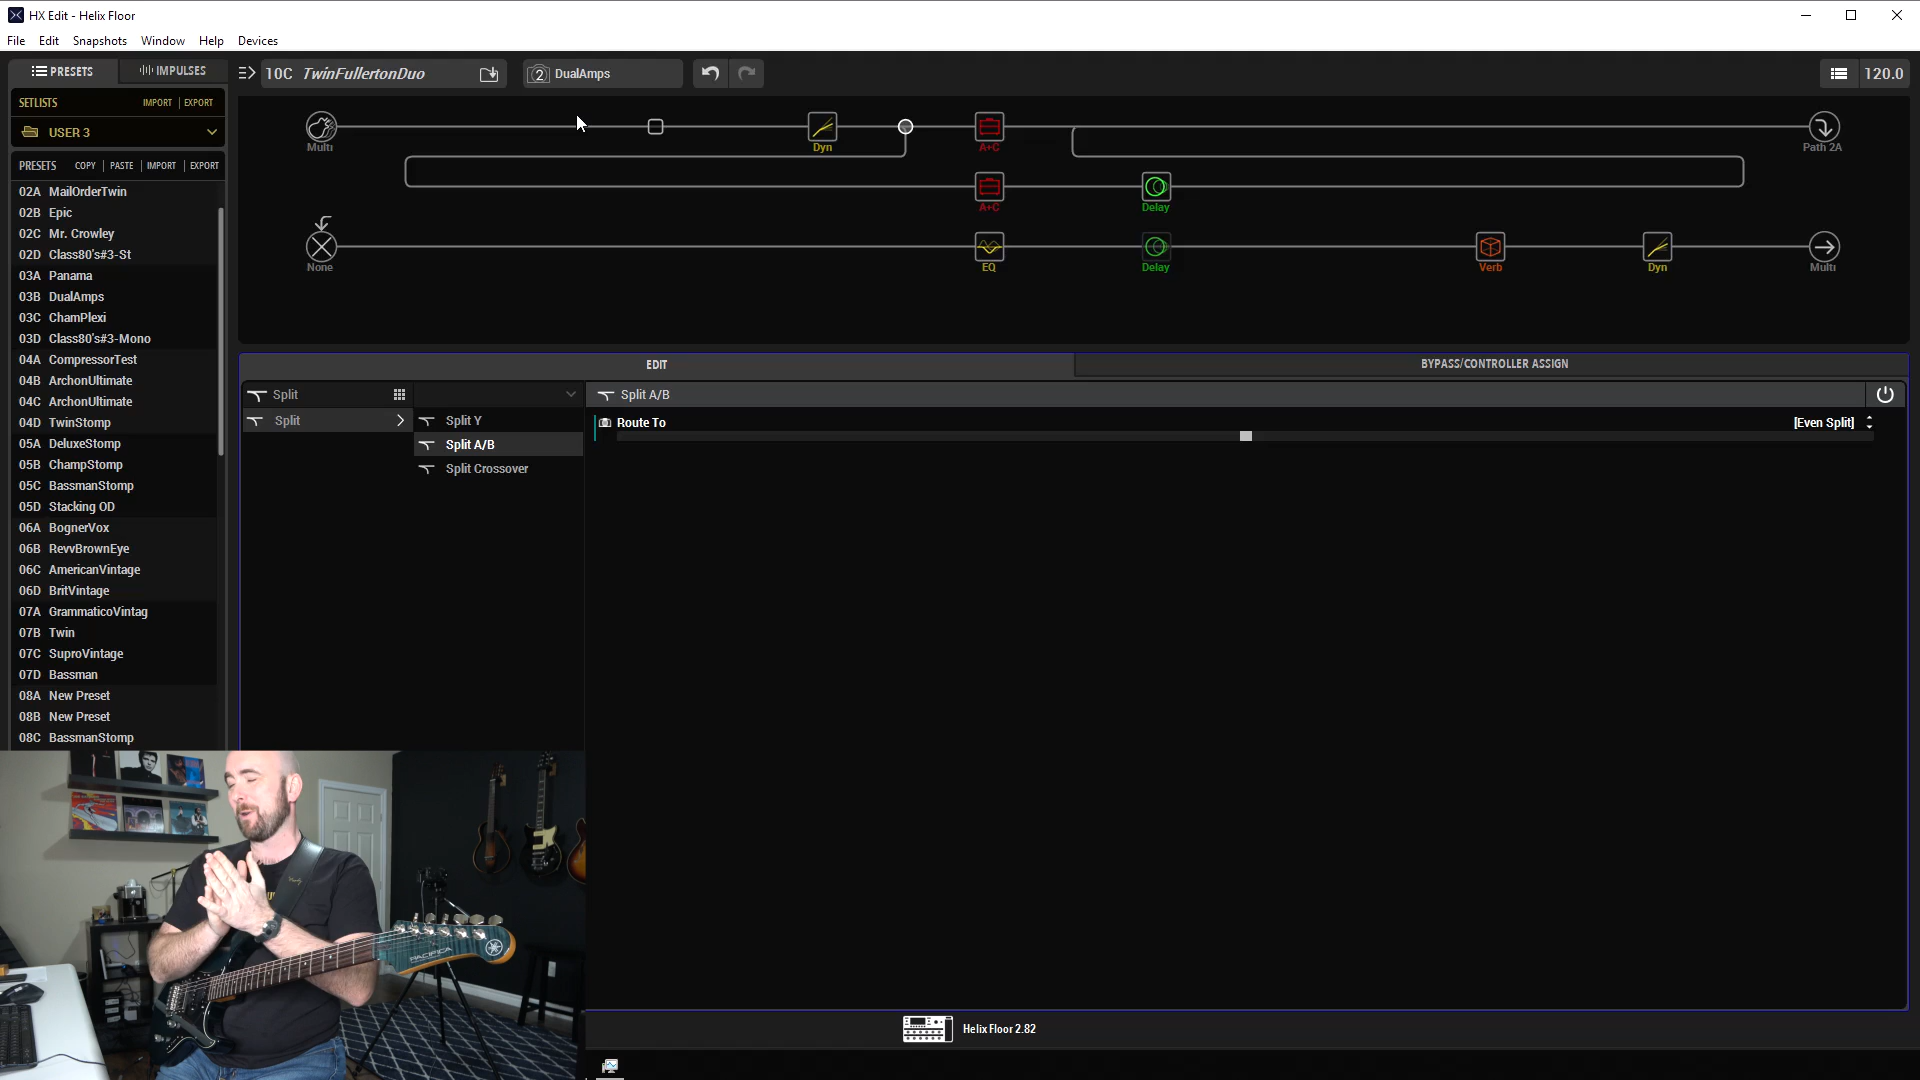 HX Edit - Helix Floor
File Edit Snapshots Window Help Devices
PRESETS IMPULSES
10C TwinFullertonDuo
2 DualAmps
120.0
SETLISTS IMPORT | EXPORT
USER 3
PRESETS COPY | PASTE | IMPORT | EXPORT
02A MailOrderTwin
02B Epic
02C Mr. Crowley
02D Class80's#3-St
03A Panama
03B DualAmps
03C ChamPlexi
03D Class80's#3-Mono
04A CompressorTest
04B ArchonUltimate
04C ArchonUltimate
04D TwinStomp
05A DeluxeStomp
05B ChampStomp
05C BassmanStomp
05D Stacking OD
06A BognerVox
06B RevvBrownEye
06C AmericanVintage
06D BritVintage
07A GrammaticoVintag
07B Twin
07C SuproVintage
07D Bassman
08A New Preset
08B New Preset
08C BassmanStomp
Multi Dyn A+C Path 2A
A+C Delay
None EQ Delay Verb Dyn Multi
EDIT BYPASS/CONTROLLER ASSIGN
Split
Split
Split Y
Split A/B
Split Crossover
Split A/B
Route To [Even Split]
PACIFICA
Helix Floor 2.82